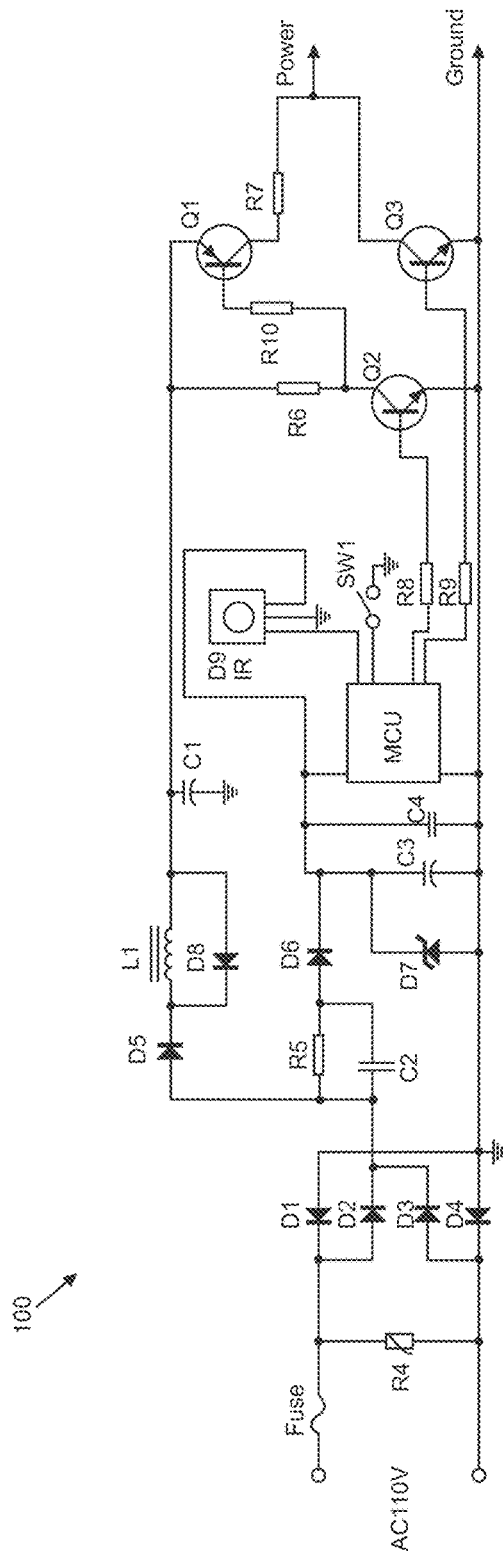 100
AC110V
Fuse
R4
D1
D2
D3
D4
D5
L1
D8
R5
C2
D6
D7
C1
C3
C4
D9
IR
MCU
SW1
R8
R9
R6
R10
Q1
Q2
R7
Q3
Power
Ground